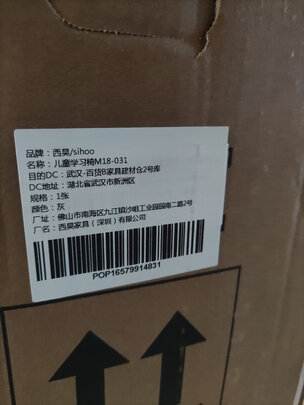 品牌：西昊/sihoo
名称：儿童学习椅M18-031
目的DC：武汉-百货B家具建材仓2号库
DC地址：湖北省武汉市新洲区
规格：1张
颜色：灰
厂址：佛山市南海区九江镇沙咀工业园园南二路2号
厂名：西昊家具（深圳）有限公司
POP16579914831